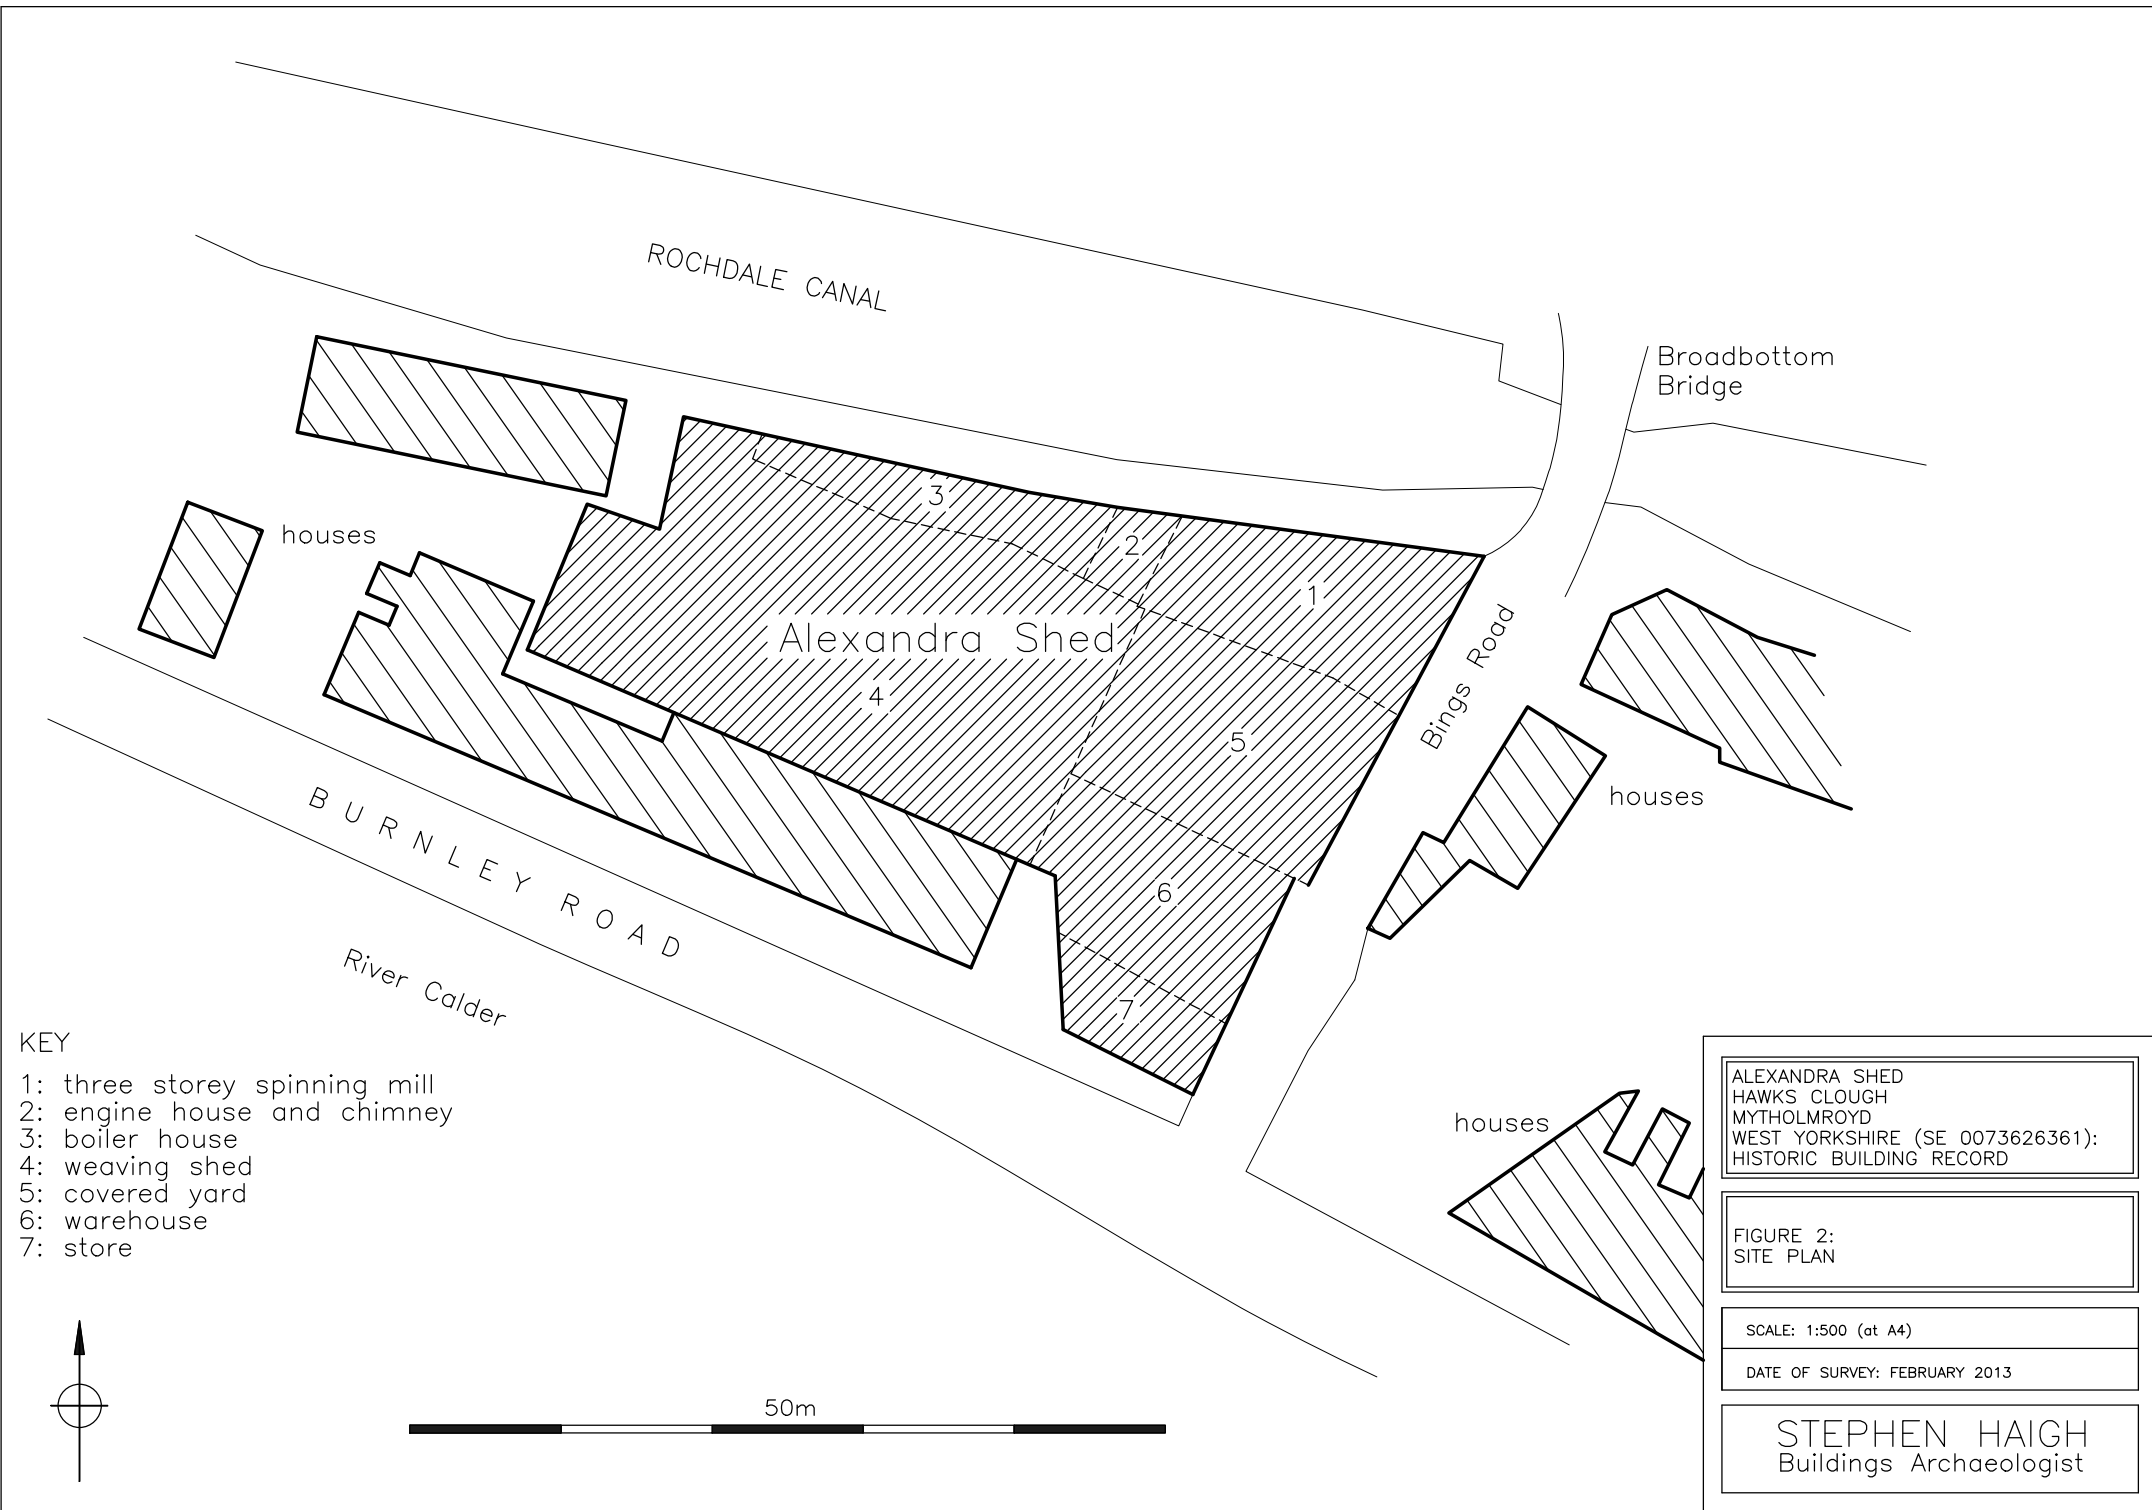 ROCHDALE CANAL
Broadbottom
Bridge
3
houses
2
1
Alexandra Shed
Bings Road
4
5
houses
BURNLEY ROAD
6
River Calder
7
KEY
1: three storey spinning mill
2: engine house and chimney
3: boiler house
4: weaving shed
5: covered yard
6: warehouse
7: store
houses
50m
ALEXANDRA SHED
HAWKS CLOUGH
MYTHOLMROYD
WEST YORKSHIRE (SE 0073626361):
HISTORIC BUILDING RECORD
FIGURE 2:
SITE PLAN
SCALE: 1:500 (at A4)
DATE OF SURVEY: FEBRUARY 2013
STEPHEN HAIGH
Buildings Archaeologist